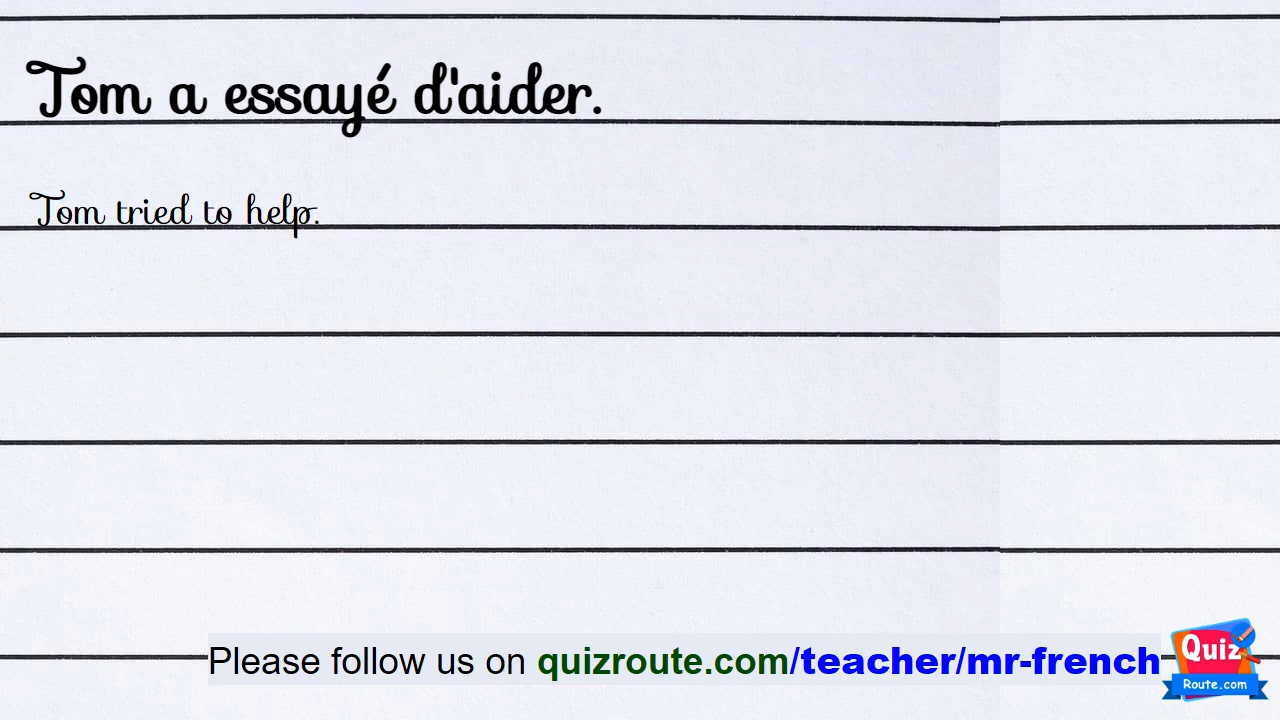 Tom a essayé d'aider.
Tom tried to help.
Please follow us on quizroute.com/teacher/mr-french
Quiz
Route.com